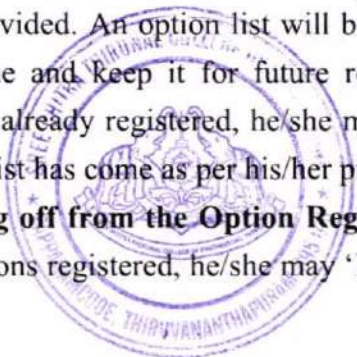 vided. An option list will b
e and keep it for future r
already registered, he/she m
ist has come as per his/her p
g off from the Option Reg
ons registered, he/she may '
THIRUVANANTHAPURAM